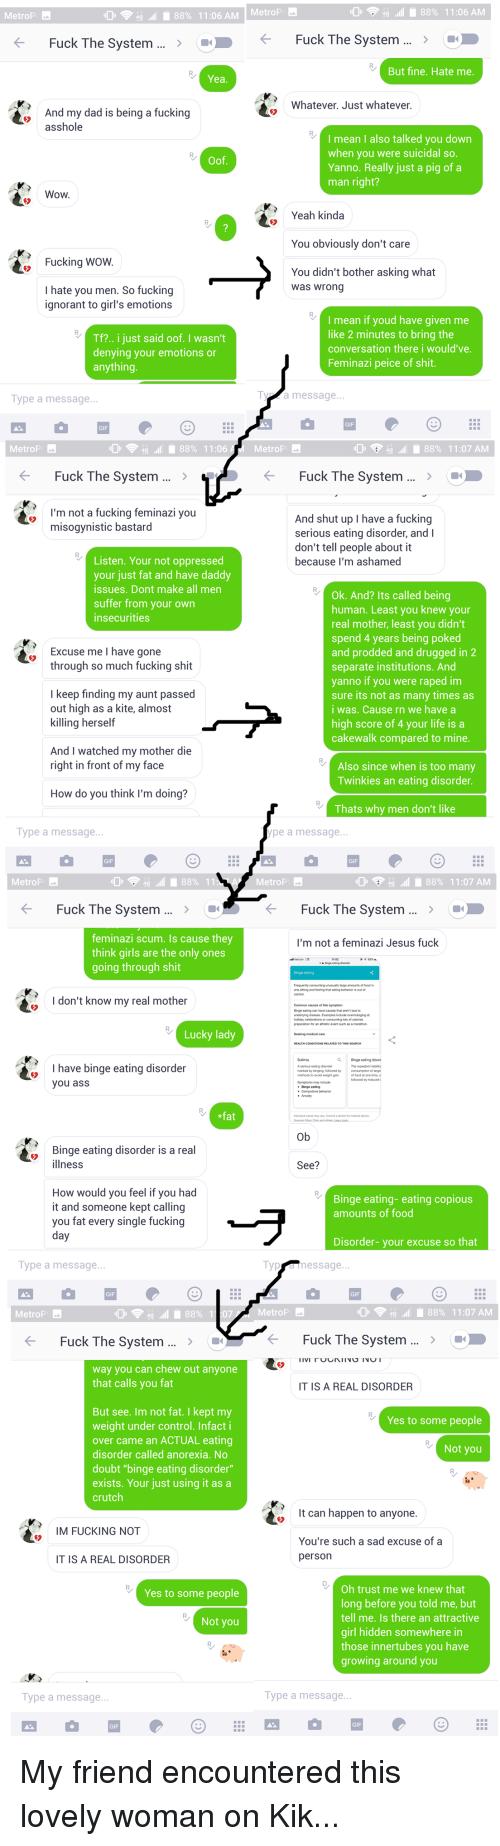 MetroP 88% 11:06 AM
Fuck The System ... >
Yea.
And my dad is being a fucking
asshole
Oof.
Wow.
?
Fucking WOW.
I hate you men. So fucking
ignorant to girl's emotions
Tf?.. i just said oof. I wasn't
denying your emotions or
anything.
Type a message...
GIF
MetroP 88% 11:06 AM
Fuck The System ... >
But fine. Hate me.
Whatever. Just whatever.
I mean I also talked you down
when you were suicidal so.
Yanno. Really just a pig of a
man right?
Yeah kinda
You obviously don't care
You didn't bother asking what
was wrong
I mean if youd have given me
like 2 minutes to bring the
conversation there i would've.
Feminazi peice of shit.
a message...
GIF
MetroP 88% 11:06
Fuck The System ... >
I'm not a fucking feminazi you
misogynistic bastard
Listen. Your not oppressed
your just fat and have daddy
issues. Dont make all men
suffer from your own
insecurities
Excuse me I have gone
through so much fucking shit
I keep finding my aunt passed
out high as a kite, almost
killing herself
And I watched my mother die
right in front of my face
How do you think I'm doing?
Type a message...
GIF
MetroP 88% 11:07 AM
Fuck The System ... >
And shut up I have a fucking
serious eating disorder, and I
don't tell people about it
because I'm ashamed
Ok. And? Its called being
human. Least you knew your
real mother, least you didn't
spend 4 years being poked
and prodded and drugged in 2
separate institutions. And
yanno if you were raped im
sure its not as many times as
i was. Cause rn we have a
high score of 4 your life is a
cakewalk compared to mine.
Also since when is too many
Twinkies an eating disorder.
Thats why men don't like
Type a message...
GIF
MetroP 88%
Fuck The System ... >
feminazi scum. Is cause they
think girls are the only ones
going through shit
I don't know my real mother
Lucky lady
I have binge eating disorder
you ass
*fat
Binge eating disorder is a real
illness
How would you feel if you had
it and someone kept calling
you fat every single fucking
day
Type a message...
GIF
MetroP 88% 11:07 AM
Fuck The System ... >
I'm not a feminazi Jesus fuck
Binge eating
Ob
See?
Binge eating- eating copious
amounts of food
Disorder- your excuse so that
message...
GIF
MetroP 88%
Fuck The System ... >
way you can chew out anyone
that calls you fat
But see. Im not fat. I kept my
weight under control. Infact i
over came an ACTUAL eating
disorder called anorexia. No
doubt "binge eating disorder"
exists. Your just using it as a
crutch
IM FUCKING NOT
IT IS A REAL DISORDER
Yes to some people
Not you
🐖
Type a message...
GIF
MetroP 88% 11:07 AM
Fuck The System ... >
IM FUCKING NOT
IT IS A REAL DISORDER
Yes to some people
Not you
🐖
It can happen to anyone.
You're such a sad excuse of a
person
Oh trust me we knew that
long before you told me, but
tell me. Is there an attractive
girl hidden somewhere in
those innertubes you have
growing around you
Type a message...
GIF
My friend encountered this
lovely woman on Kik...